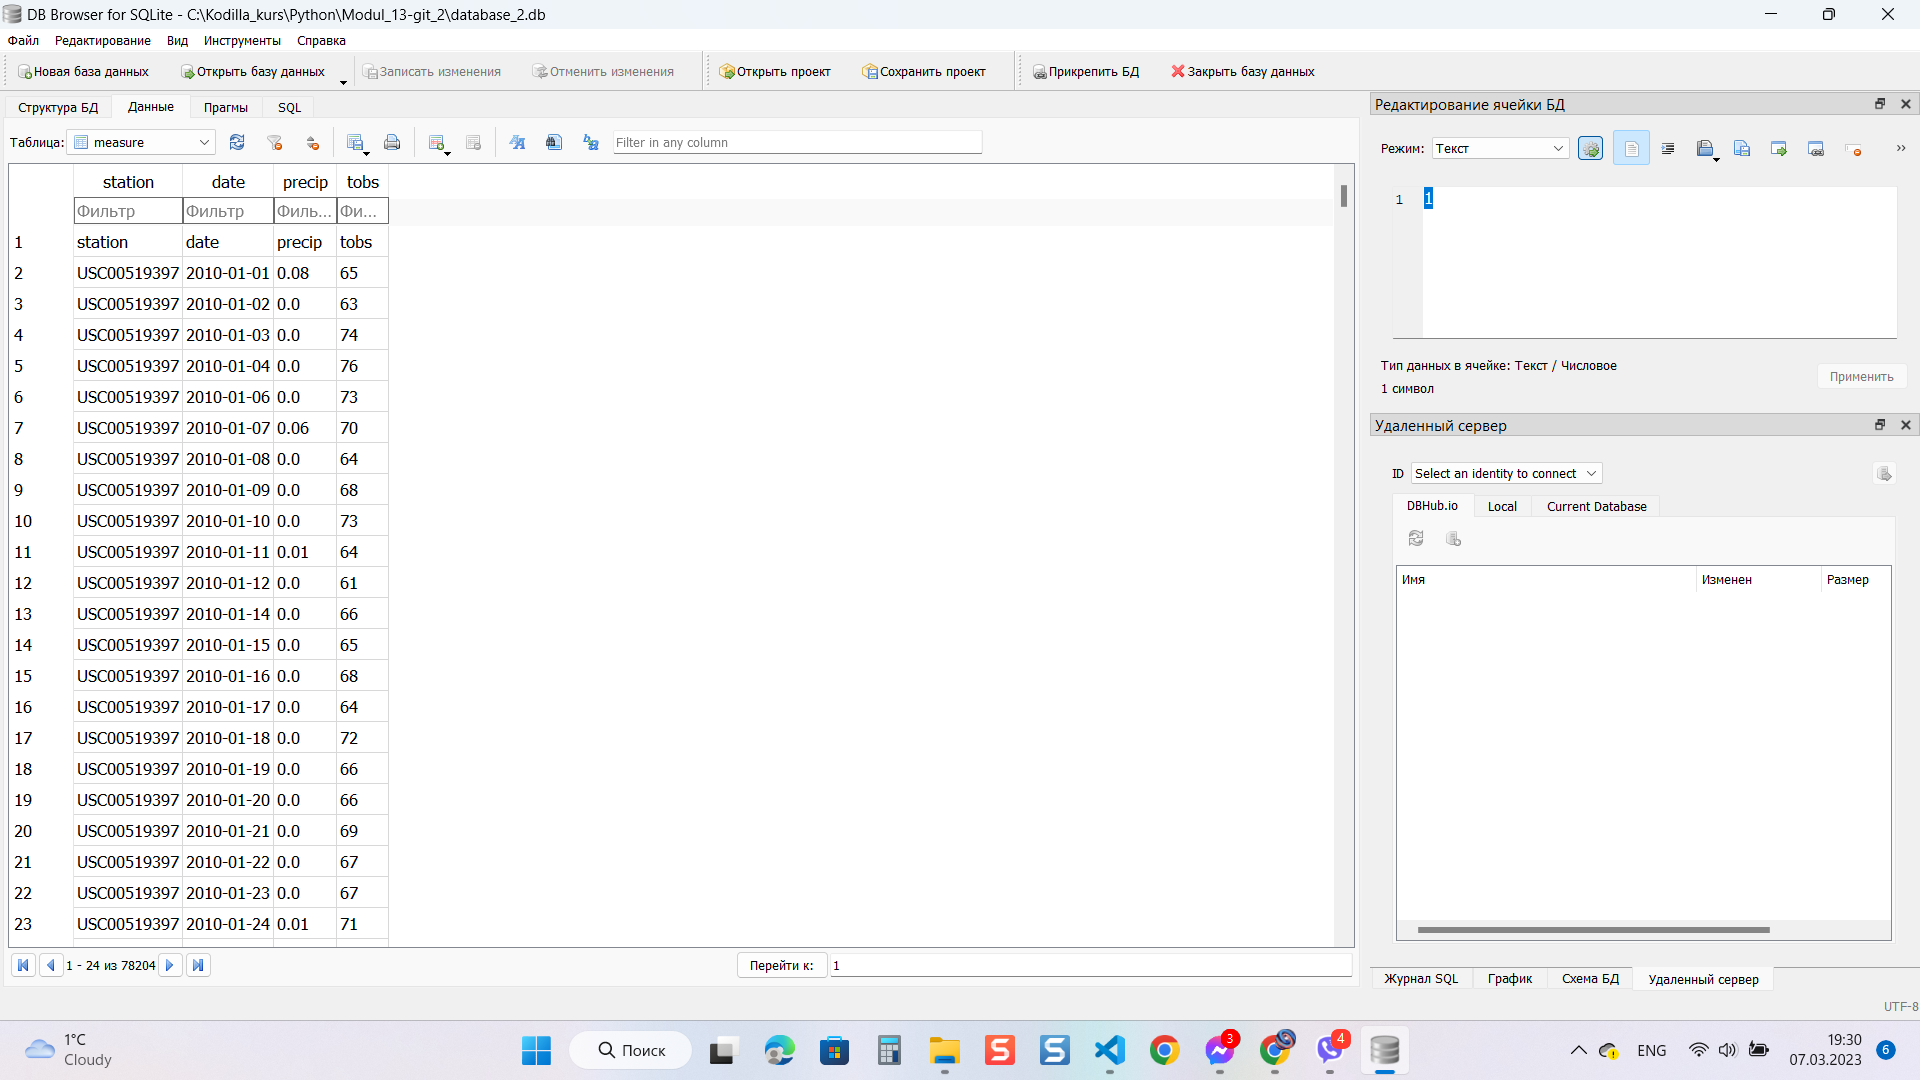 DB Browser for SQLite - C:\Kodilla_kurs\Python\Modul_13-git_2\database_2.db
Файл Редактирование Вид Инструменты Справка
Новая база данных Открыть базу данных Записать изменения Отменить изменения Открыть проект Сохранить проект Прикрепить БД Закрыть базу данных
Структура БД Данные Прагмы SQL
Таблица: measure Filter in any column
station date precip tobs
Фильтр Фильтр Филь... Фи...
1 station date precip tobs
2 USC00519397 2010-01-01 0.08 65
3 USC00519397 2010-01-02 0.0 63
4 USC00519397 2010-01-03 0.0 74
5 USC00519397 2010-01-04 0.0 76
6 USC00519397 2010-01-06 0.0 73
7 USC00519397 2010-01-07 0.06 70
8 USC00519397 2010-01-08 0.0 64
9 USC00519397 2010-01-09 0.0 68
10 USC00519397 2010-01-10 0.0 73
11 USC00519397 2010-01-11 0.01 64
12 USC00519397 2010-01-12 0.0 61
13 USC00519397 2010-01-14 0.0 66
14 USC00519397 2010-01-15 0.0 65
15 USC00519397 2010-01-16 0.0 68
16 USC00519397 2010-01-17 0.0 64
17 USC00519397 2010-01-18 0.0 72
18 USC00519397 2010-01-19 0.0 66
19 USC00519397 2010-01-20 0.0 66
20 USC00519397 2010-01-21 0.0 69
21 USC00519397 2010-01-22 0.0 67
22 USC00519397 2010-01-23 0.0 67
23 USC00519397 2010-01-24 0.01 71
1 - 24 из 78204 Перейти к: 1
Редактирование ячейки БД
Режим: Текст
1 1
Тип данных в ячейке: Текст / Числовое
1 символ
Применить
Удаленный сервер
ID Select an identity to connect
DBHub.io Local Current Database
Имя Изменен Размер
Журнал SQL График Схема БД Удаленный сервер
UTF-8
1°C
Cloudy
Поиск
3
4
ENG
19:30
07.03.2023
6